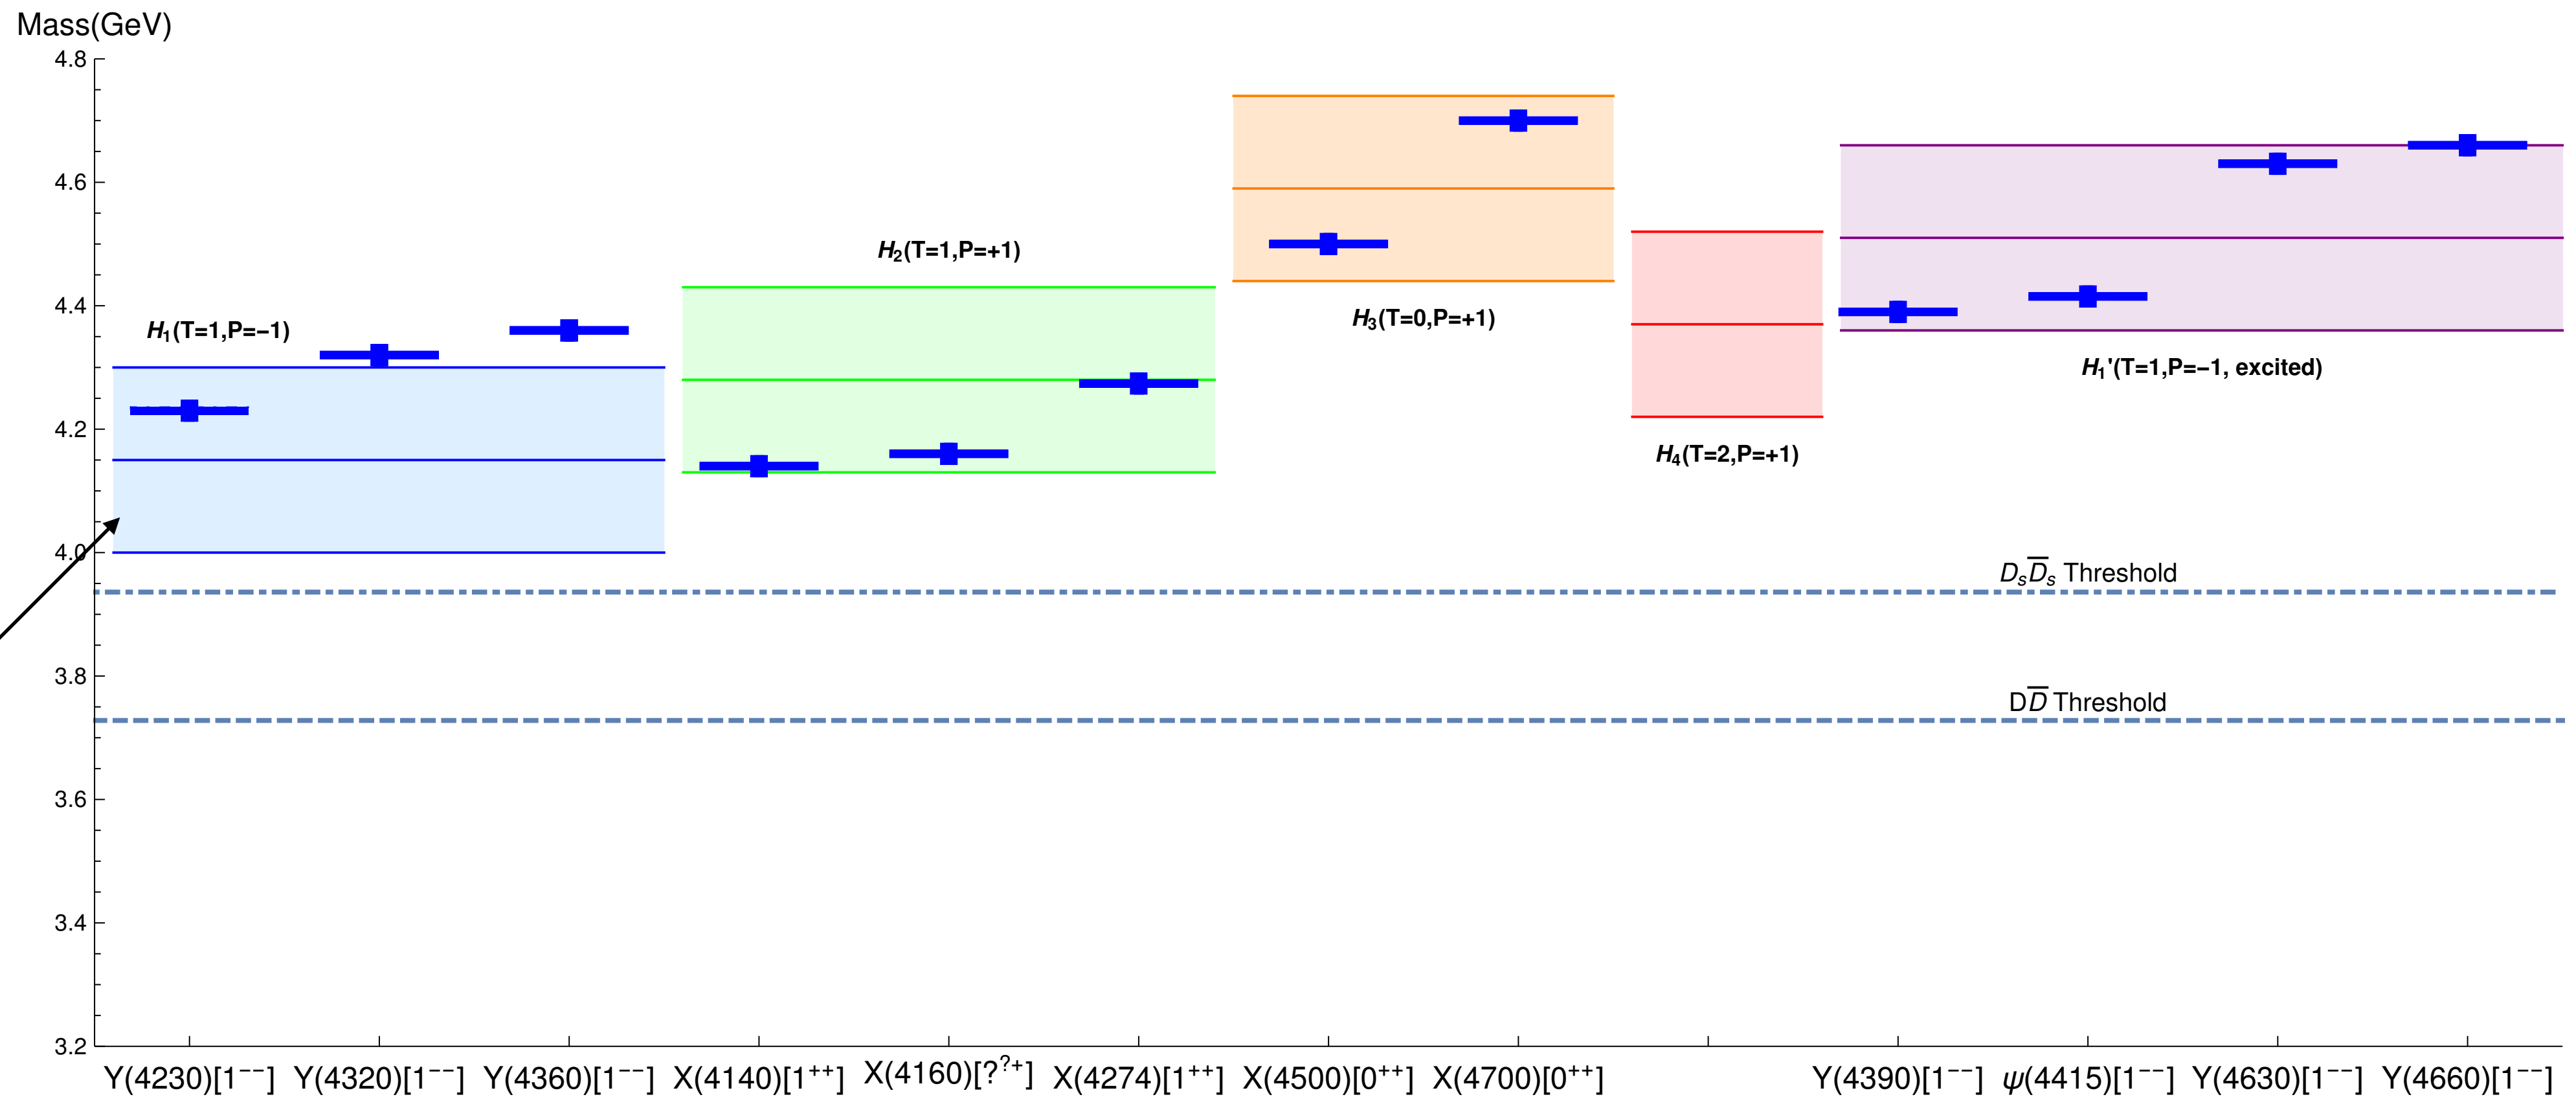 Mass(GeV)
4.8
4.6
4.4
4.2
4.0
3.8
3.6
3.4
3.2
H₁(T=1,P=−1)
H₂(T=1,P=+1)
H₃(T=0,P=+1)
H₄(T=2,P=+1)
H₁'(T=1,P=−1, excited)
DₛD̅ₛ Threshold
DD̅ Threshold
Y(4230)[1⁻⁻] Y(4320)[1⁻⁻] Y(4360)[1⁻⁻] X(4140)[1⁺⁺] X(4160)[?^?⁺] X(4274)[1⁺⁺] X(4500)[0⁺⁺] X(4700)[0⁺⁺] Y(4390)[1⁻⁻] ψ(4415)[1⁻⁻] Y(4630)[1⁻⁻] Y(4660)[1⁻⁻]